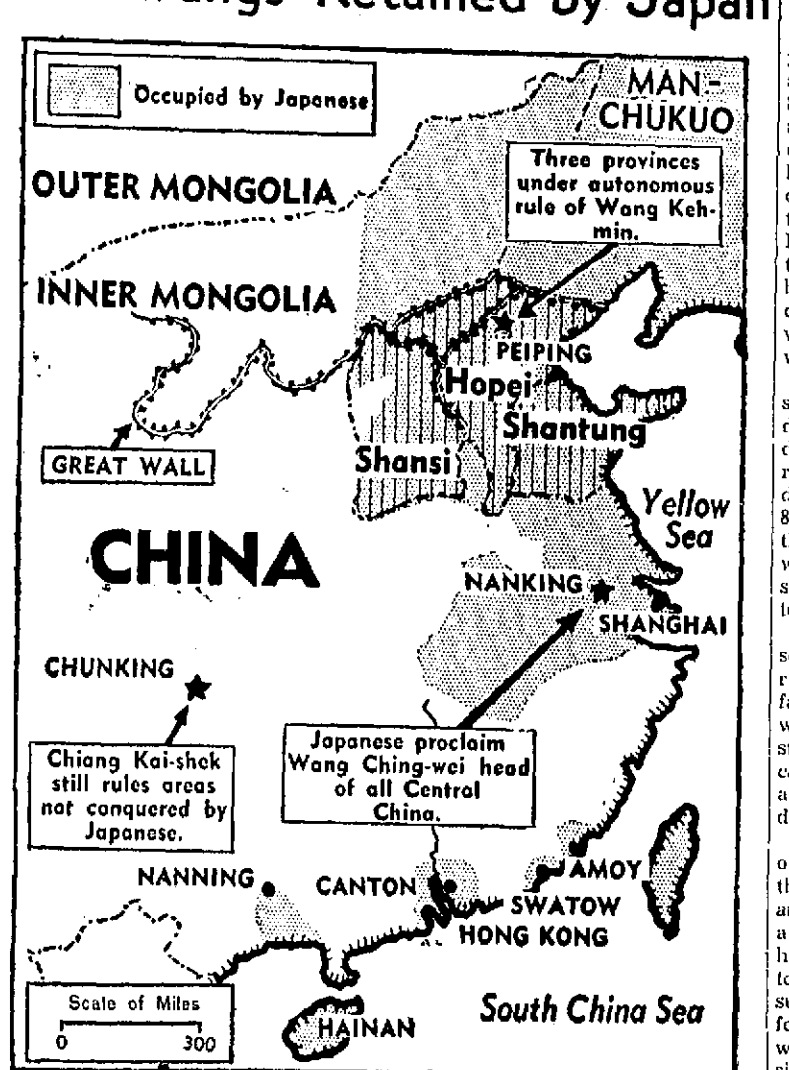 Retained by Japan
Occupied by Japanese
MAN-
CHUKUO
Three provinces
under autonomous
rule of Wang Keh-
min.
OUTER MONGOLIA
INNER MONGOLIA
PEIPING
Hopei
Shantung
Shansi
GREAT WALL
Yellow
Sea
CHINA
NANKING
SHANGHAI
CHUNKING
Chiang Kai-shek
still rules areas
not conquered by
Japanese.
Japanese proclaim
Wang Ching-wei head
of all Central
China.
NANNING
CANTON
AMOY
SWATOW
HONG KONG
Scale of Miles
0 300
HAINAN
South China Sea